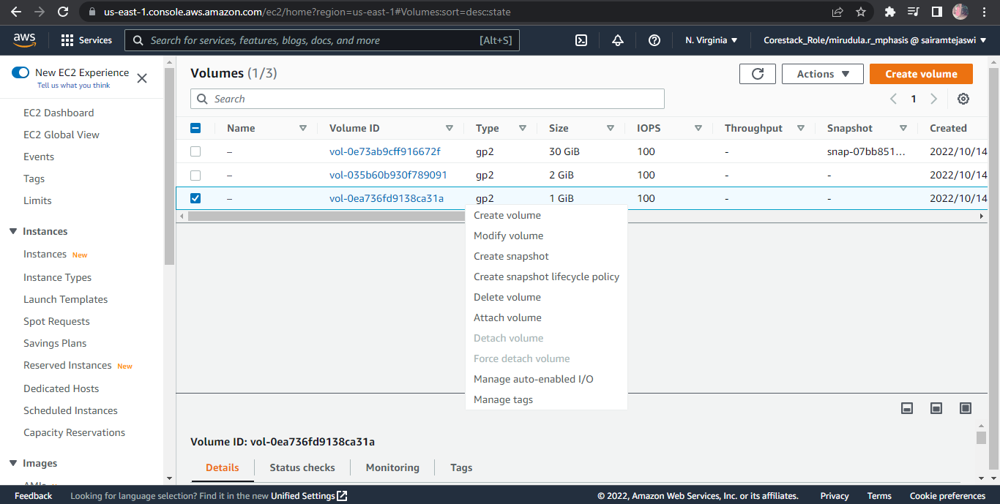 us-east-1.console.aws.amazon.com/ec2/home?region=us-east-1#Volumes:sort=desc:state
aws Services Search for services, features, blogs, docs, and more [Alt+S] N. Virginia Corestack_Role/mirudula.r_mphasis @ sairamtejaswi
New EC2 Experience
Tell us what you think
EC2 Dashboard
EC2 Global View
Events
Tags
Limits
Instances
Instances New
Instance Types
Launch Templates
Spot Requests
Savings Plans
Reserved Instances New
Dedicated Hosts
Scheduled Instances
Capacity Reservations
Images
Volumes (1/3)
Actions
Create volume
Search
1
Name Volume ID Type Size IOPS Throughput Snapshot Created
– vol-0e73ab9cff916672f gp2 30 GiB 100 - snap-07bb851... 2022/10/14
– vol-035b60b930f789091 gp2 2 GiB 100 - - 2022/10/14
– vol-0ea736fd9138ca31a gp2 1 GiB 100 - - 2022/10/14
Create volume
Modify volume
Create snapshot
Create snapshot lifecycle policy
Delete volume
Attach volume
Detach volume
Force detach volume
Manage auto-enabled I/O
Manage tags
Volume ID: vol-0ea736fd9138ca31a
Details Status checks Monitoring Tags
Feedback Looking for language selection? Find it in the new Unified Settings © 2022, Amazon Web Services, Inc. or its affiliates. Privacy Terms Cookie preferences